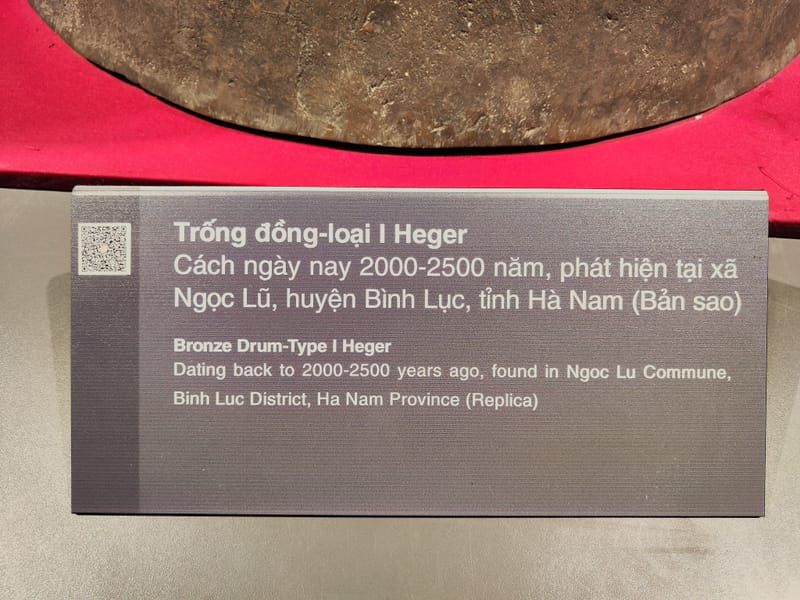 Trống đồng-loại I Heger
Cách ngày nay 2000-2500 năm, phát hiện tại xã
Ngọc Lũ, huyện Bình Lục, tỉnh Hà Nam (Bản sao)
Bronze Drum-Type I Heger
Dating back to 2000-2500 years ago, found in Ngoc Lu Commune,
Binh Luc District, Ha Nam Province (Replica)